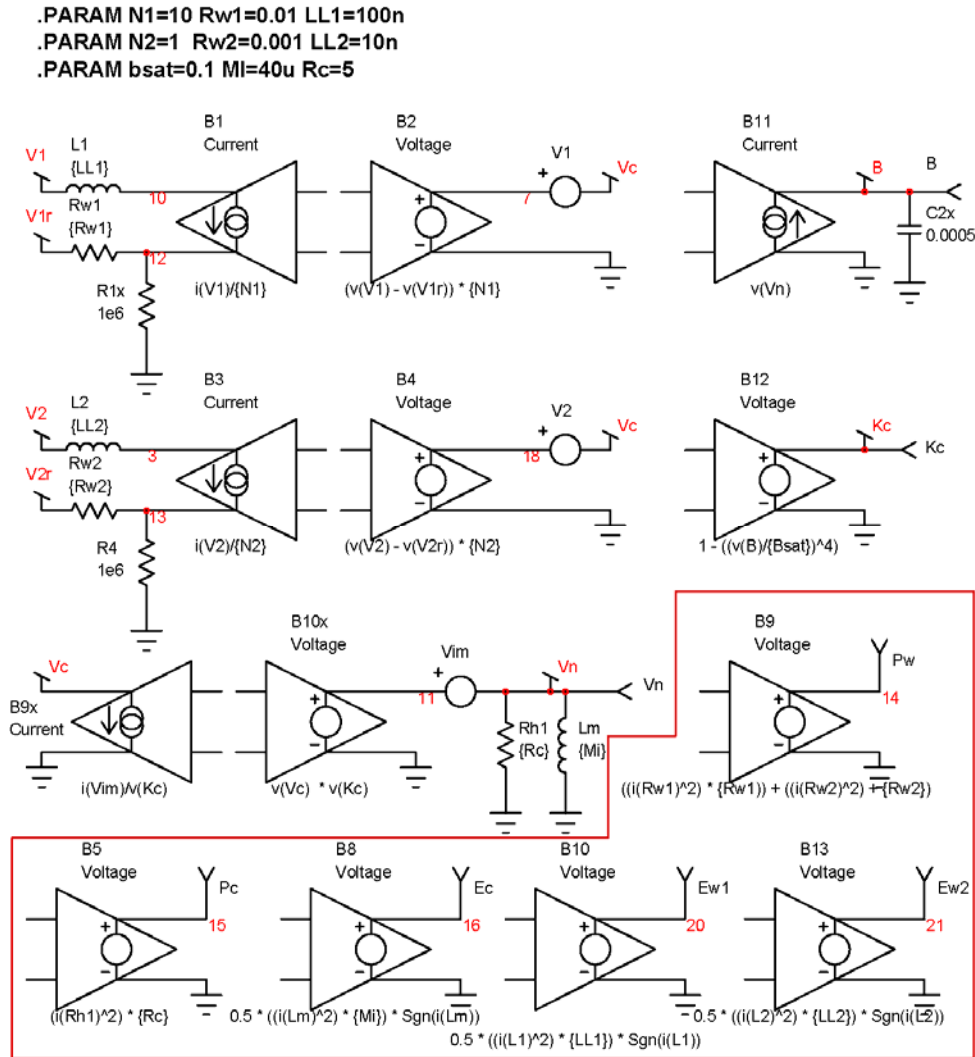 .PARAM N1=10 Rw1=0.01 LL1=100n
.PARAM N2=1 Rw2=0.001 LL2=10n
.PARAM bsat=0.1 MI=40u Rc=5
B1
Current
B2
Voltage
B11
Current
L1
{LL1}
V1
V1
Vc
B
B
10
7
Rw1
{Rw1}
V1r
12
C2x
0.0005
R1x
1e6
i(V1)/{N1}
(v(V1) - v(V1r)) * {N1}
v(Vn)
B3
Current
B4
Voltage
B12
Voltage
L2
{LL2}
V2
V2
Vc
Kc
Kc
3
18
Rw2
{Rw2}
V2r
13
R4
1e6
i(V2)/{N2}
(v(V2) - v(V2r)) * {N2}
1 - ((v(B)/{Bsat})^4)
B10x
Voltage
B9
Voltage
Vc
Vim
Vn
Vn
Pw
11
14
B9x
Current
Rh1
{Rc}
Lm
{Mi}
i(Vim)/v(Kc)
v(Vc) * v(Kc)
((i(Rw1)^2) * {Rw1}) + ((i(Rw2)^2) + {Rw2})
B5
Voltage
B8
Voltage
B10
Voltage
B13
Voltage
Pc
Ec
Ew1
Ew2
15
16
20
21
(i(Rh1)^2) * {Rc}
0.5 * ((i(Lm)^2) * {Mi}) * Sgn(i(Lm))
0.5 * ((i(L2)^2) * {LL2}) * Sgn(i(L2))
0.5 * ((i(L1)^2) * {LL1}) * Sgn(i(L1))